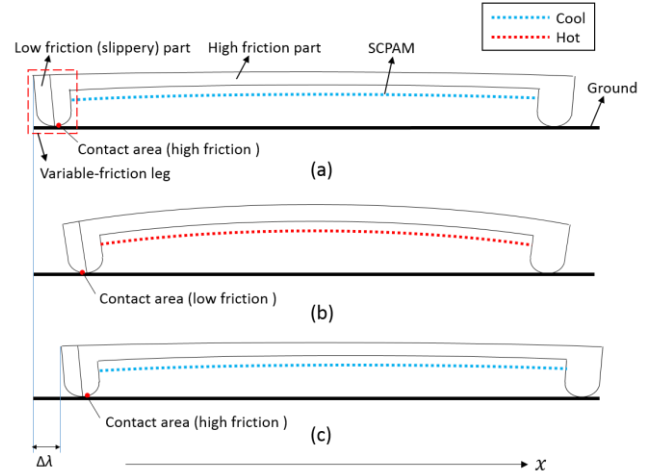 Cool
Hot
Low friction (slippery) part
High friction part
SCPAM
Ground
Contact area (high friction )
Variable-friction leg
(a)
Contact area (low friction )
(b)
Contact area (high friction )
(c)
Δλ
x